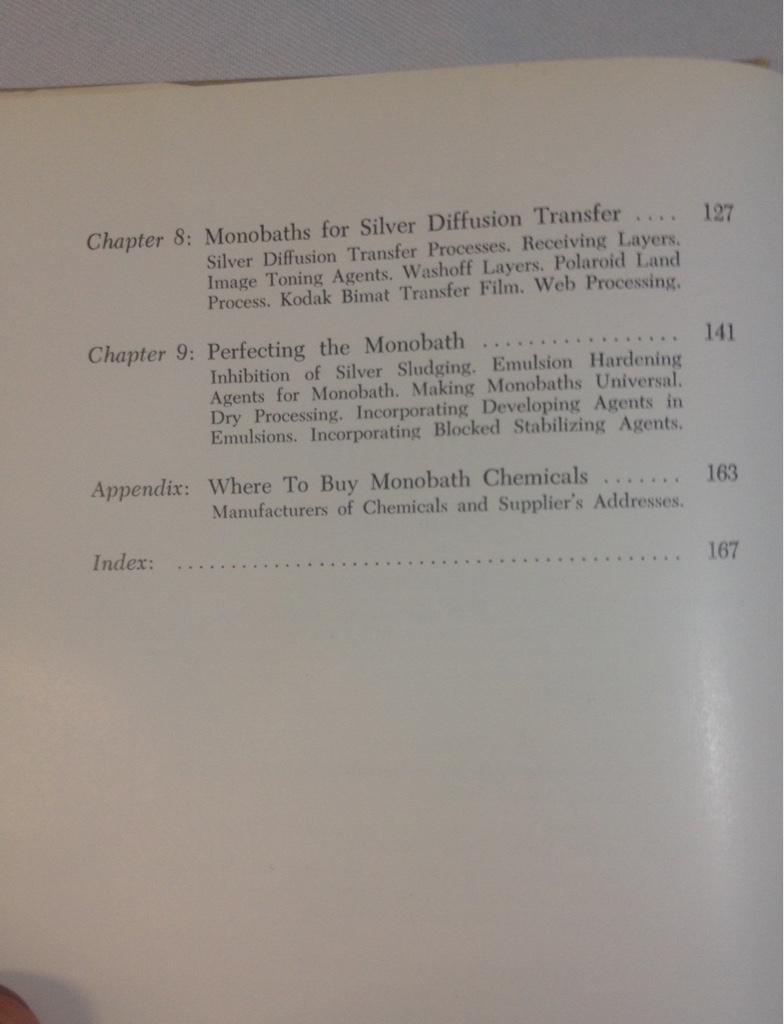 Chapter 8: Monobaths for Silver Diffusion Transfer .... 127
Silver Diffusion Transfer Processes. Receiving Layers.
Image Toning Agents. Washoff Layers. Polaroid Land
Process. Kodak Bimat Transfer Film. Web Processing.
Chapter 9: Perfecting the Monobath ................. 141
Inhibition of Silver Sludging. Emulsion Hardening
Agents for Monobath. Making Monobaths Universal.
Dry Processing. Incorporating Developing Agents in
Emulsions. Incorporating Blocked Stabilizing Agents.
Appendix: Where To Buy Monobath Chemicals ....... 163
Manufacturers of Chemicals and Supplier's Addresses.
Index: ............................................... 167